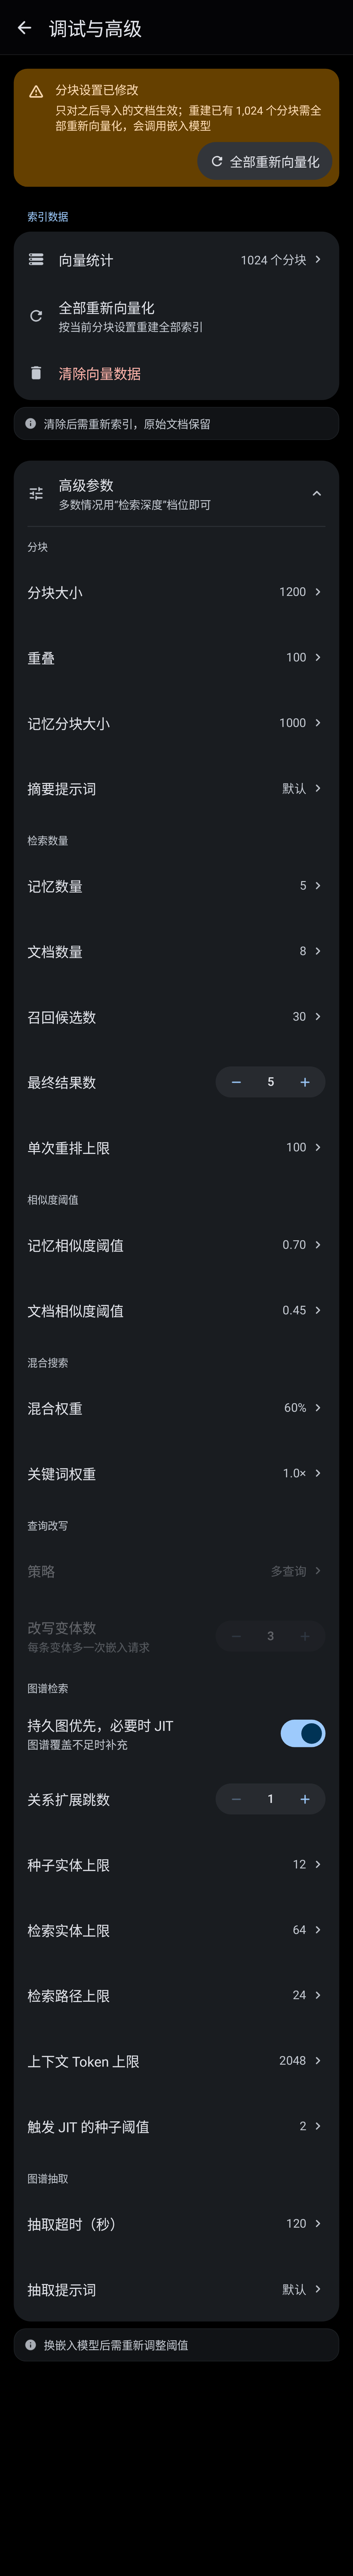 调试与高级
分块设置已修改
只对之后导入的文档生效；重建已有 1,024 个分块需全
部重新向量化，会调用嵌入模型
全部重新向量化
索引数据
向量统计 1024 个分块
全部重新向量化
按当前分块设置重建全部索引
清除向量数据
清除后需重新索引，原始文档保留
高级参数
多数情况用“检索深度”档位即可
分块
分块大小 1200
重叠 100
记忆分块大小 1000
摘要提示词 默认
检索数量
记忆数量 5
文档数量 8
召回候选数 30
最终结果数 − 5 +
单次重排上限 100
相似度阈值
记忆相似度阈值 0.70
文档相似度阈值 0.45
混合搜索
混合权重 60%
关键词权重 1.0×
查询改写
策略 多查询
改写变体数 − 3 +
每条变体多一次嵌入请求
图谱检索
持久图优先，必要时 JIT
图谱覆盖不足时补充
关系扩展跳数 − 1 +
种子实体上限 12
检索实体上限 64
检索路径上限 24
上下文 Token 上限 2048
触发 JIT 的种子阈值 2
图谱抽取
抽取超时（秒） 120
抽取提示词 默认
换嵌入模型后需重新调整阈值